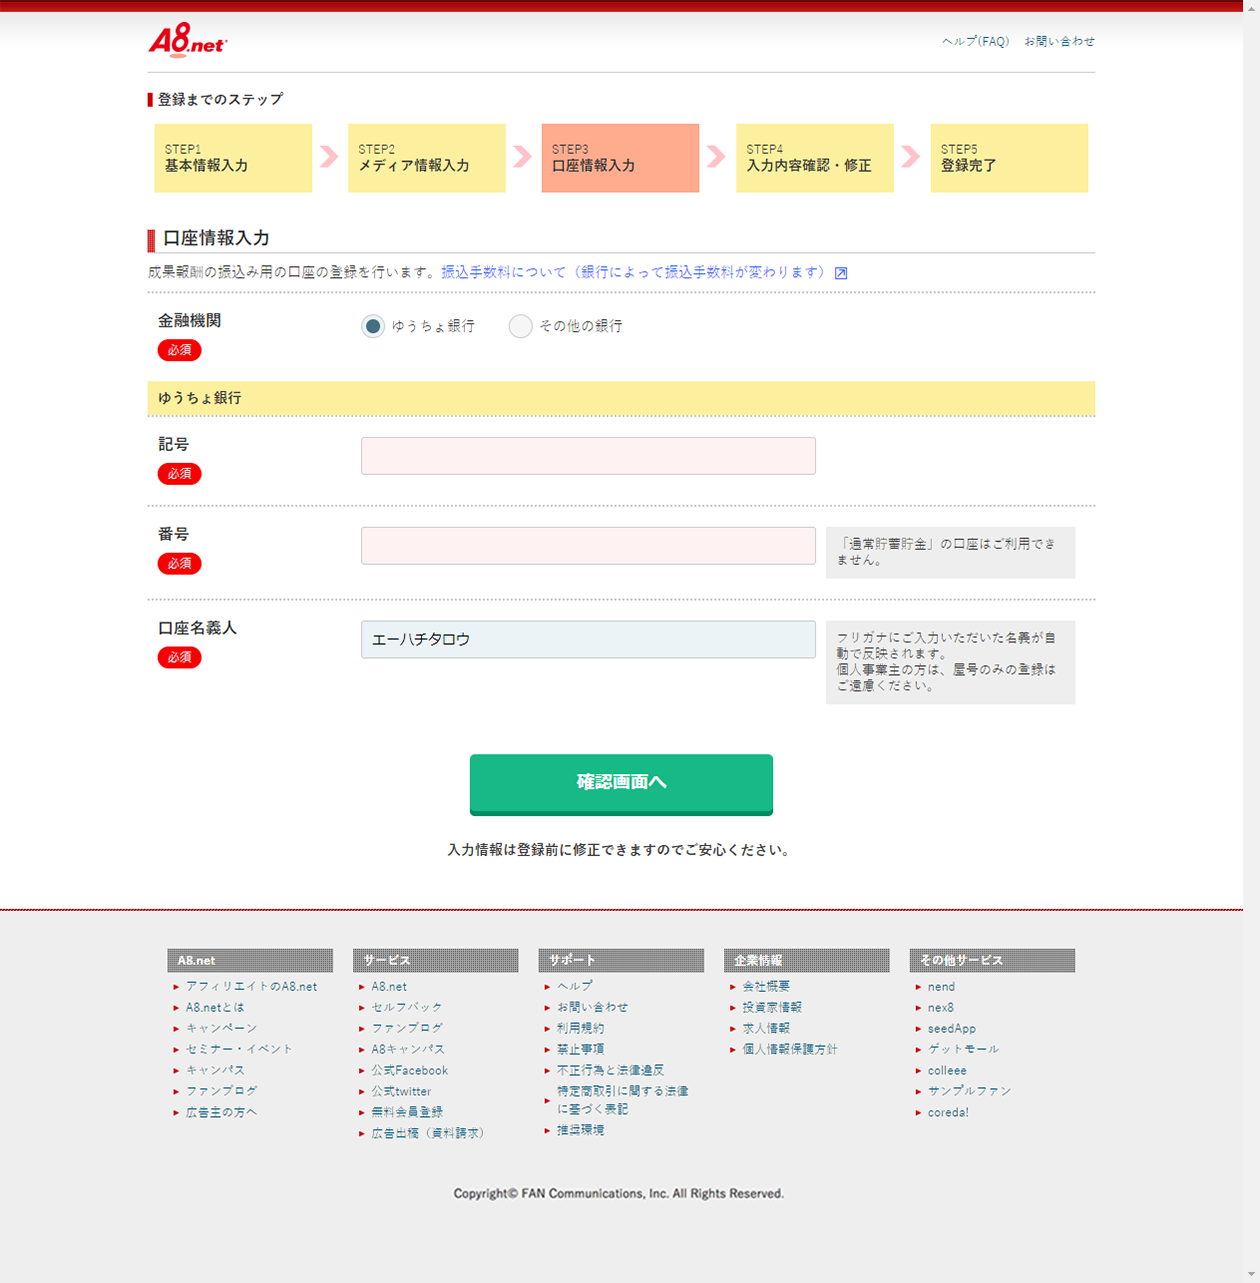 A8.net
ヘルプ(FAQ) お問い合わせ
登録までのステップ
STEP1
基本情報入力
STEP2
メディア情報入力
STEP3
口座情報入力
STEP4
入力内容確認・修正
STEP5
登録完了
口座情報入力
成果報酬の振込み用の口座の登録を行います。振込手数料について（銀行によって振込手数料が変わります）
金融機関
必須
ゆうちょ銀行
その他の銀行
ゆうちょ銀行
記号
必須
番号
必須
「通常貯蓄貯金」の口座はご利用でき
ません。
口座名義人
必須
エーハチタロウ
フリガナにご入力いただいた名義が自
動で反映されます。
個人事業主の方は、屋号のみの登録は
ご遠慮ください。
確認画面へ
入力情報は登録前に修正できますのでご安心ください。
A8.net
アフィリエイトのA8.net
A8.netとは
キャンペーン
セミナー・イベント
キャンパス
ファンブログ
広告主の方へ
サービス
A8.net
セルフバック
ファンブログ
A8キャンパス
公式Facebook
公式twitter
無料会員登録
広告出稿（資料請求）
サポート
ヘルプ
お問い合わせ
利用規約
禁止事項
不正行為と法律違反
特定商取引に関する法律
に基づく表記
推奨環境
企業情報
会社概要
投資家情報
求人情報
個人情報保護方針
その他サービス
nend
nex8
seedApp
ゲットモール
colleee
サンプルファン
coreda!
Copyright© FAN Communications, Inc. All Rights Reserved.